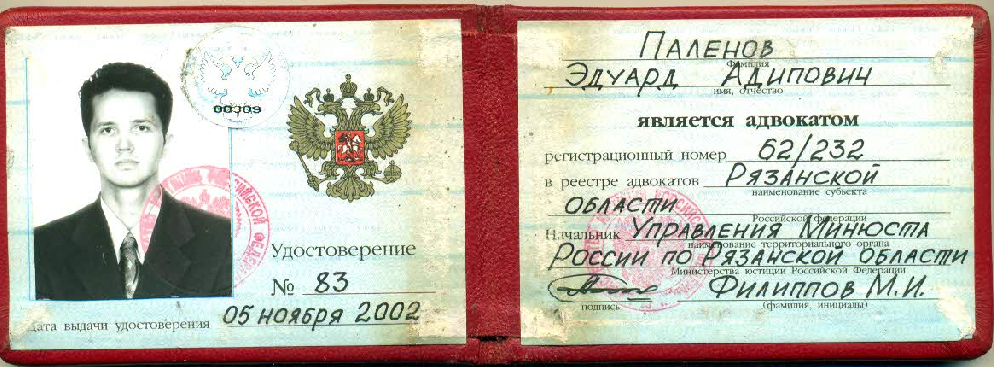 00309
Удостоверение
№ 83
Дата выдачи удостоверения 05 ноября 2002
Паленов
фамилия
Эдуард Адипович
имя, отчество
является адвокатом
регистрационный номер 62/232
в реестре адвокатов Рязанской
наименование субъекта
области
Российской Федерации
Начальник Управления Минюста
наименование территориального органа
России по Рязанской области
Министерства юстиции Российской Федерации
Филиппов М.И.
подпись (фамилия, инициалы)